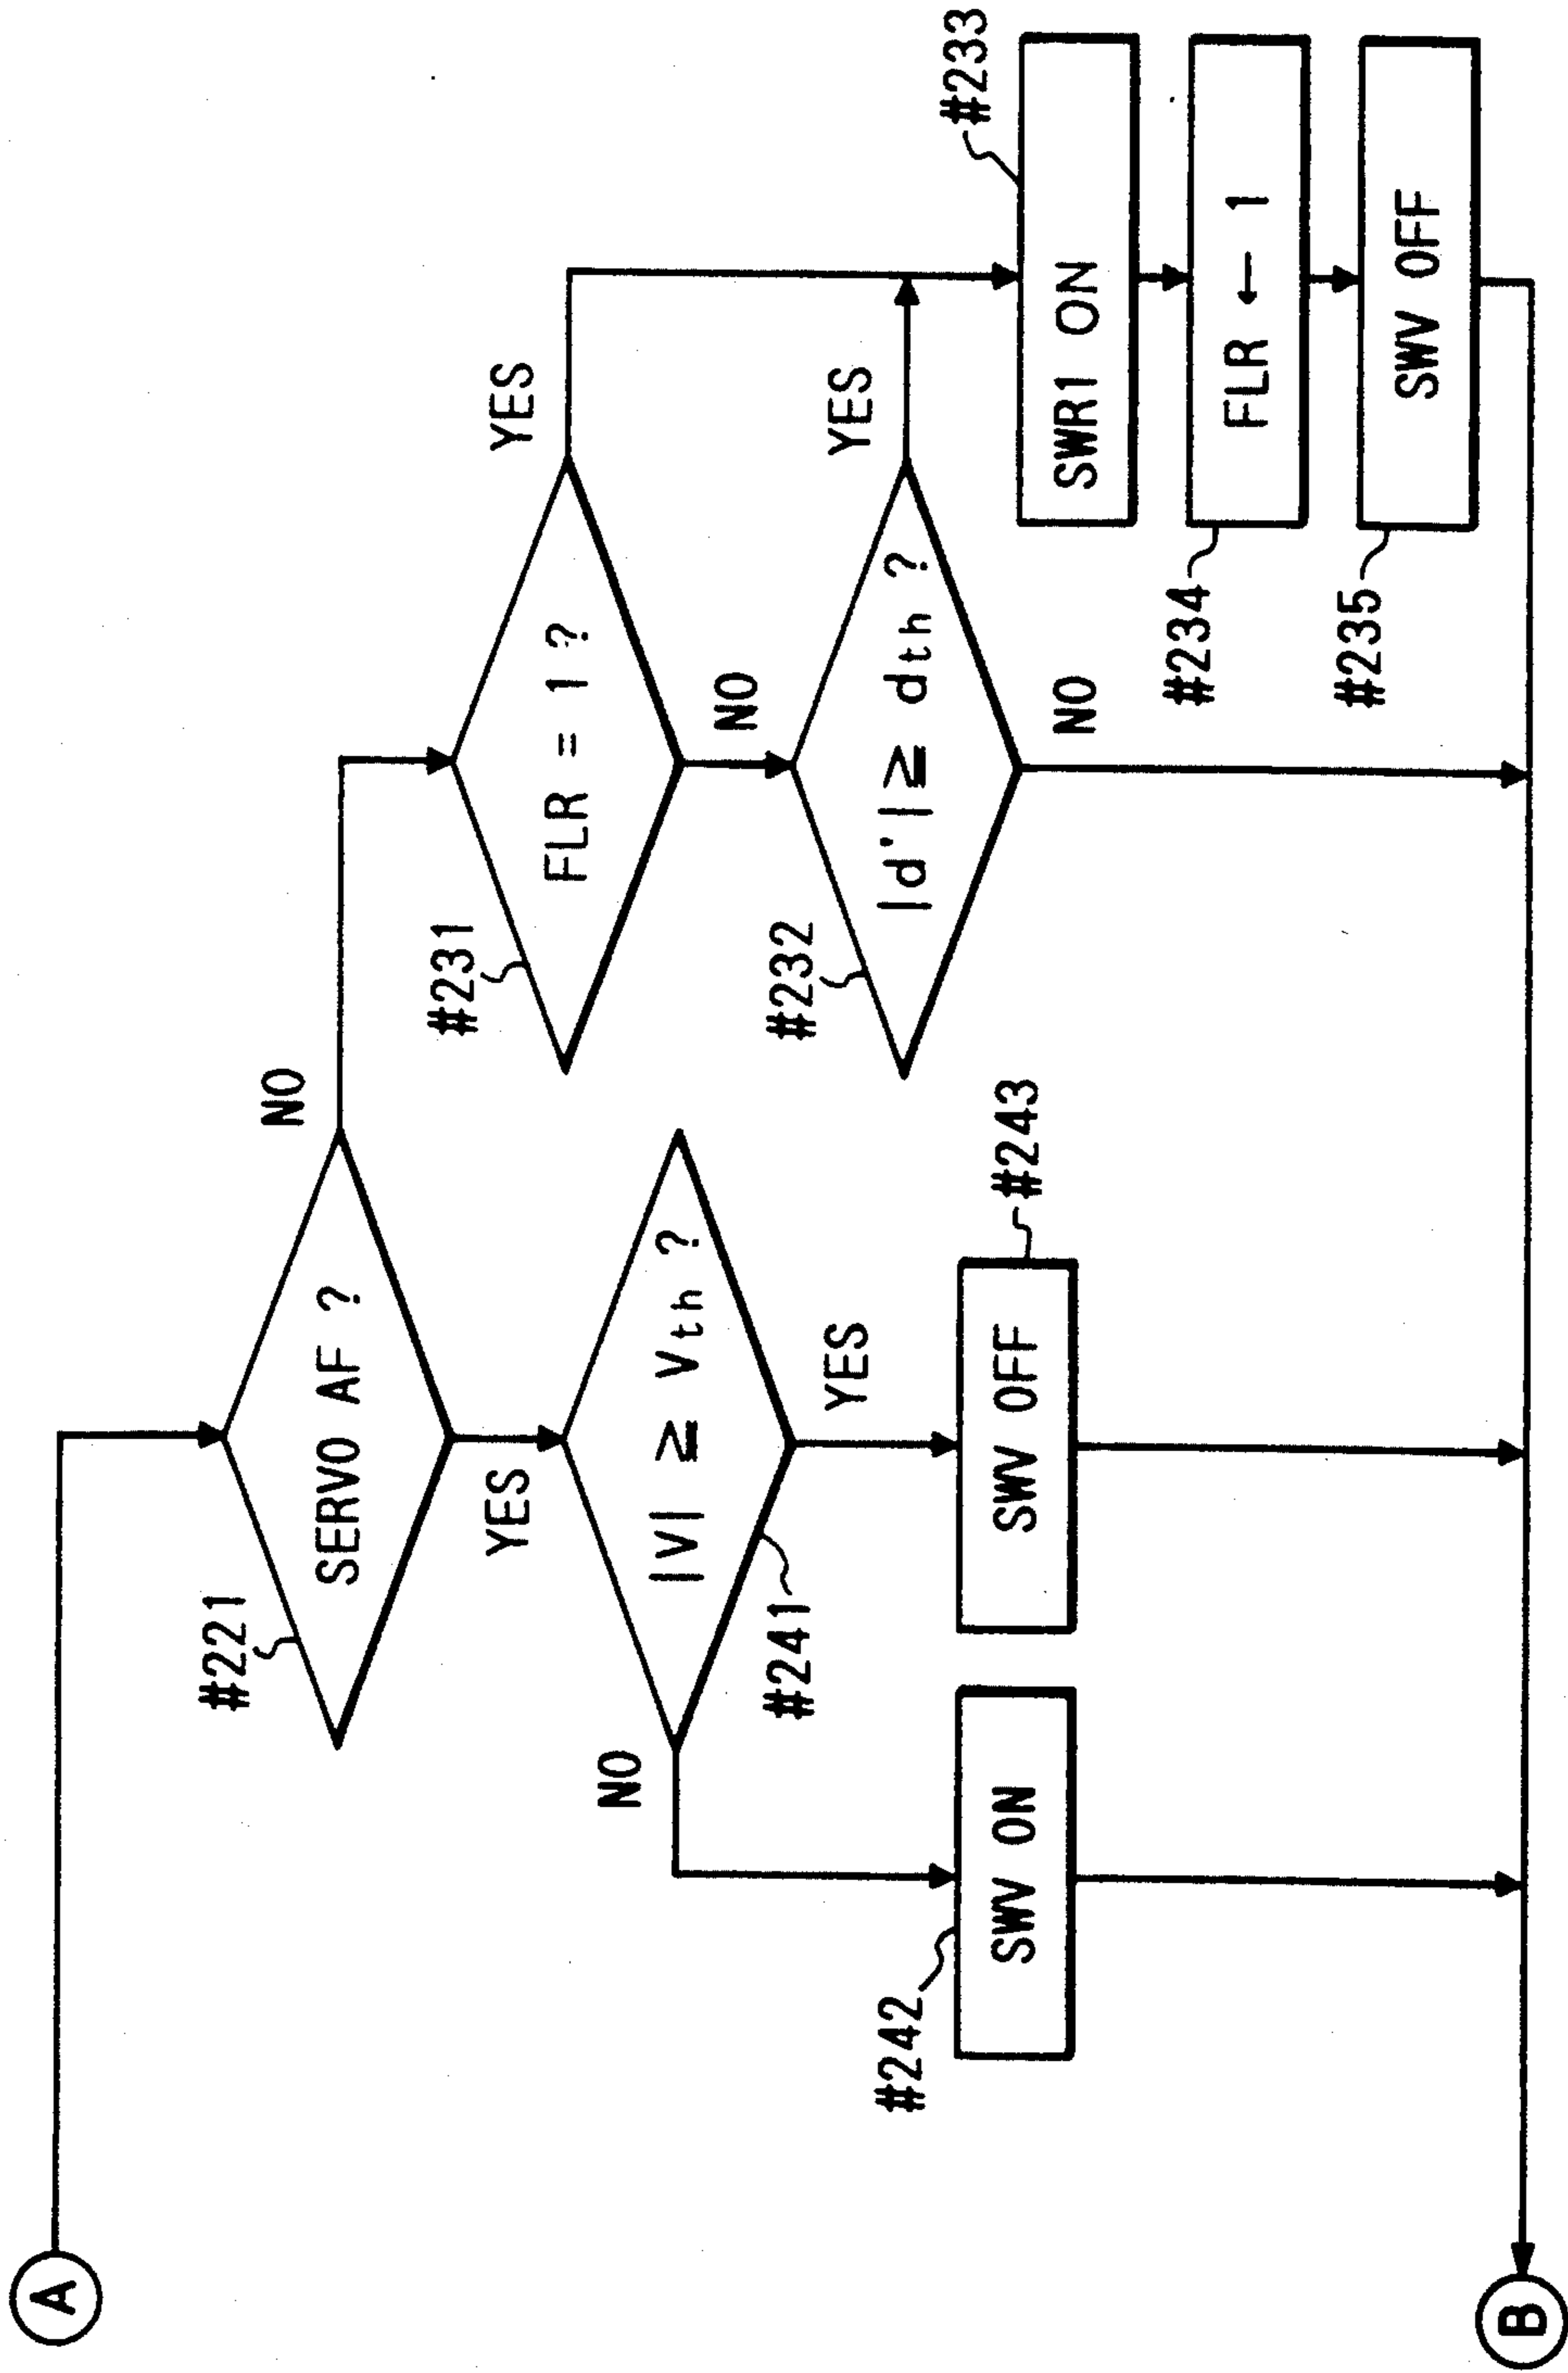 A
#221
SERVO AF ?
NO
YES
#231
FLR = 1 ?
YES
NO
|V| ≧ Vth ?
#241
NO
YES
#232
|d'| ≧ dth ?
YES
NO
#242
SWV ON
SWV OFF
#243
SWR1 ON
#233
#234
FLR ← 1
#235
SWV OFF
B